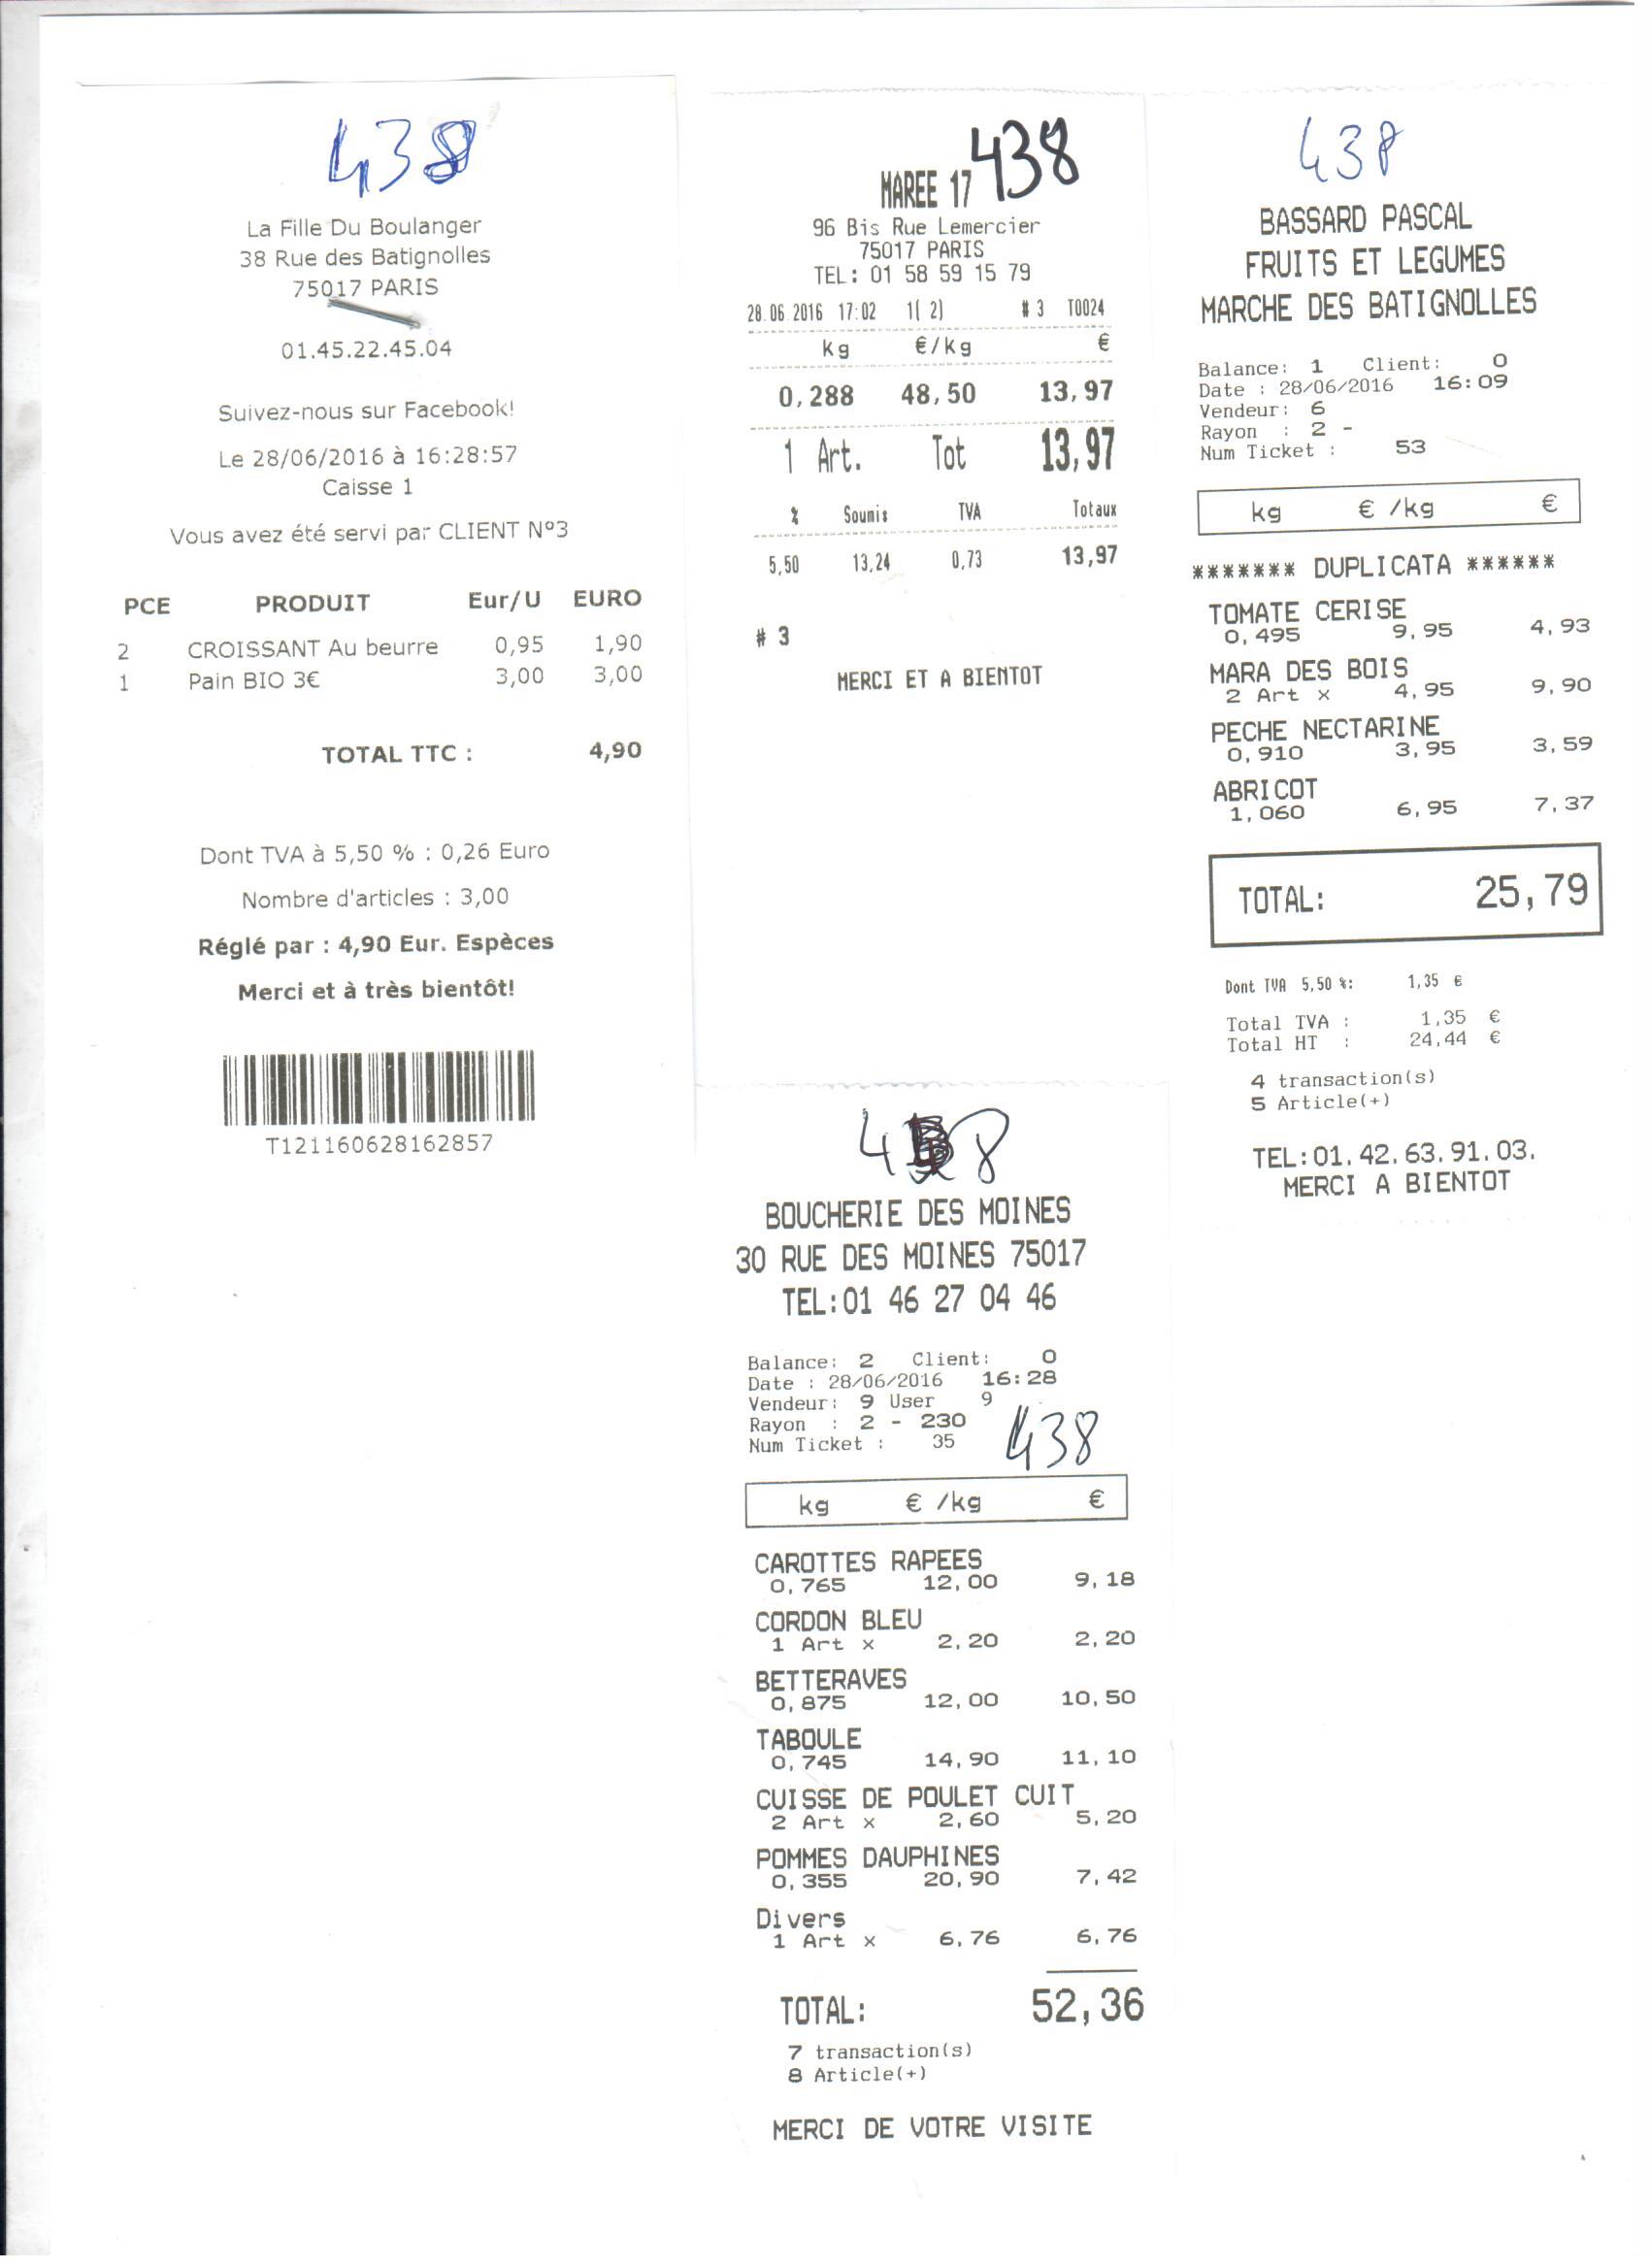 438
La Fille Du Boulanger
38 Rue des Batignolles
75017 PARIS
01.45.22.45.04
Suivez-nous sur Facebook!
Le 28/06/2016 à 16:28:57
Caisse 1
Vous avez été servi par CLIENT N°3
PCE PRODUIT Eur/U EURO
2 CROISSANT Au beurre 0,95 1,90
1 Pain BIO 3€ 3,00 3,00
TOTAL TTC : 4,90
Dont TVA à 5,50 % : 0,26 Euro
Nombre d'articles : 3,00
Réglé par : 4,90 Eur. Espèces
Merci et à très bientôt!
T121160628162857
438
MAREE 17
96 Bis Rue Lemercier
75017 PARIS
TEL: 01 58 59 15 79
28.06.2016 17:02 1( 2) # 3 T0024
kg €/kg €
0,288 48,50 13,97
1 Art. Tot 13,97
% Soumis TVA Totaux
5,50 13,24 0,73 13,97
# 3
MERCI ET A BIENTOT
438
BASSARD PASCAL
FRUITS ET LEGUMES
MARCHE DES BATIGNOLLES
Balance: 1 Client: 0
Date : 28/06/2016 16:09
Vendeur: 6
Rayon : 2 -
Num Ticket : 53
kg € /kg €
******* DUPLICATA ******
TOMATE CERISE
0,495 9,95 4,93
MARA DES BOIS
2 Art x 4,95 9,90
PECHE NECTARINE
0,910 3,95 3,59
ABRICOT
1,060 6,95 7,37
TOTAL: 25,79
Dont TVA 5,50 %: 1,35 €
Total TVA : 1,35 €
Total HT : 24,44 €
4 transaction(s)
5 Article(+)
TEL:01.42.63.91.03.
MERCI A BIENTOT
4 8
BOUCHERIE DES MOINES
30 RUE DES MOINES 75017
TEL:01 46 27 04 46
Balance: 2 Client: 0
Date : 28/06/2016 16:28
Vendeur: 9 User 9
Rayon : 2 - 230
Num Ticket : 35
438
kg € /kg €
CAROTTES RAPEES
0,765 12,00 9,18
CORDON BLEU
1 Art x 2,20 2,20
BETTERAVES
0,875 12,00 10,50
TABOULE
0,745 14,90 11,10
CUISSE DE POULET CUIT
2 Art x 2,60 5,20
POMMES DAUPHINES
0,355 20,90 7,42
Divers
1 Art x 6,76 6,76
TOTAL: 52,36
7 transaction(s)
8 Article(+)
MERCI DE VOTRE VISITE